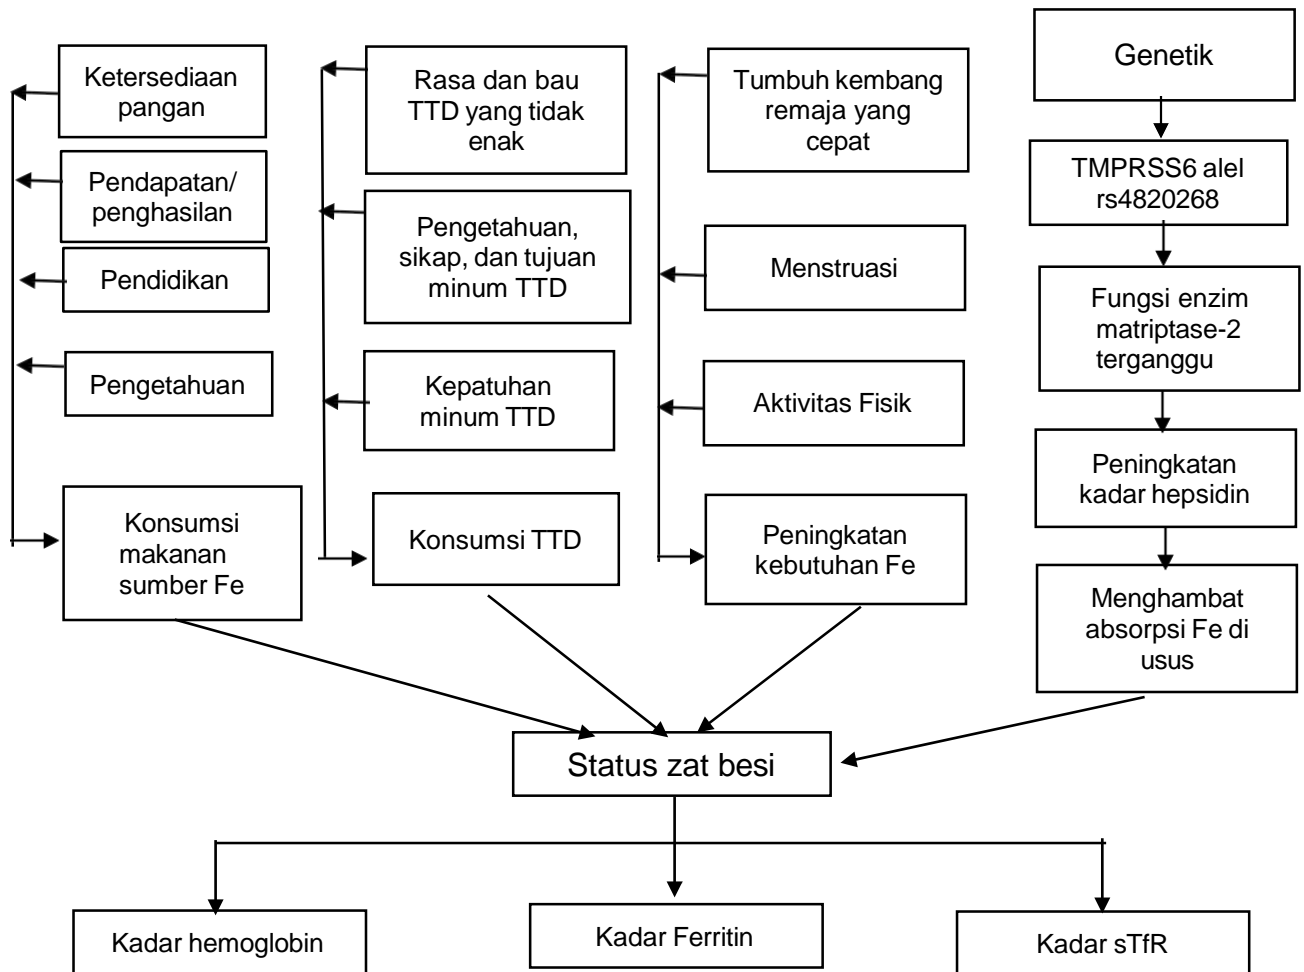 Ketersediaan
pangan
Pendapatan/
penghasilan
Pendidikan
Pengetahuan
Konsumsi
makanan
sumber Fe
Rasa dan bau
TTD yang tidak
enak
Pengetahuan,
sikap, dan tujuan
minum TTD
Kepatuhan
minum TTD
Konsumsi TTD
Tumbuh kembang
remaja yang
cepat
Menstruasi
Aktivitas Fisik
Peningkatan
kebutuhan Fe
Genetik
TMPRSS6 alel
rs4820268
Fungsi enzim
matriptase-2
terganggu
Peningkatan
kadar hepsidin
Menghambat
absorpsi Fe di
usus
Status zat besi
Kadar hemoglobin
Kadar Ferritin
Kadar sTfR